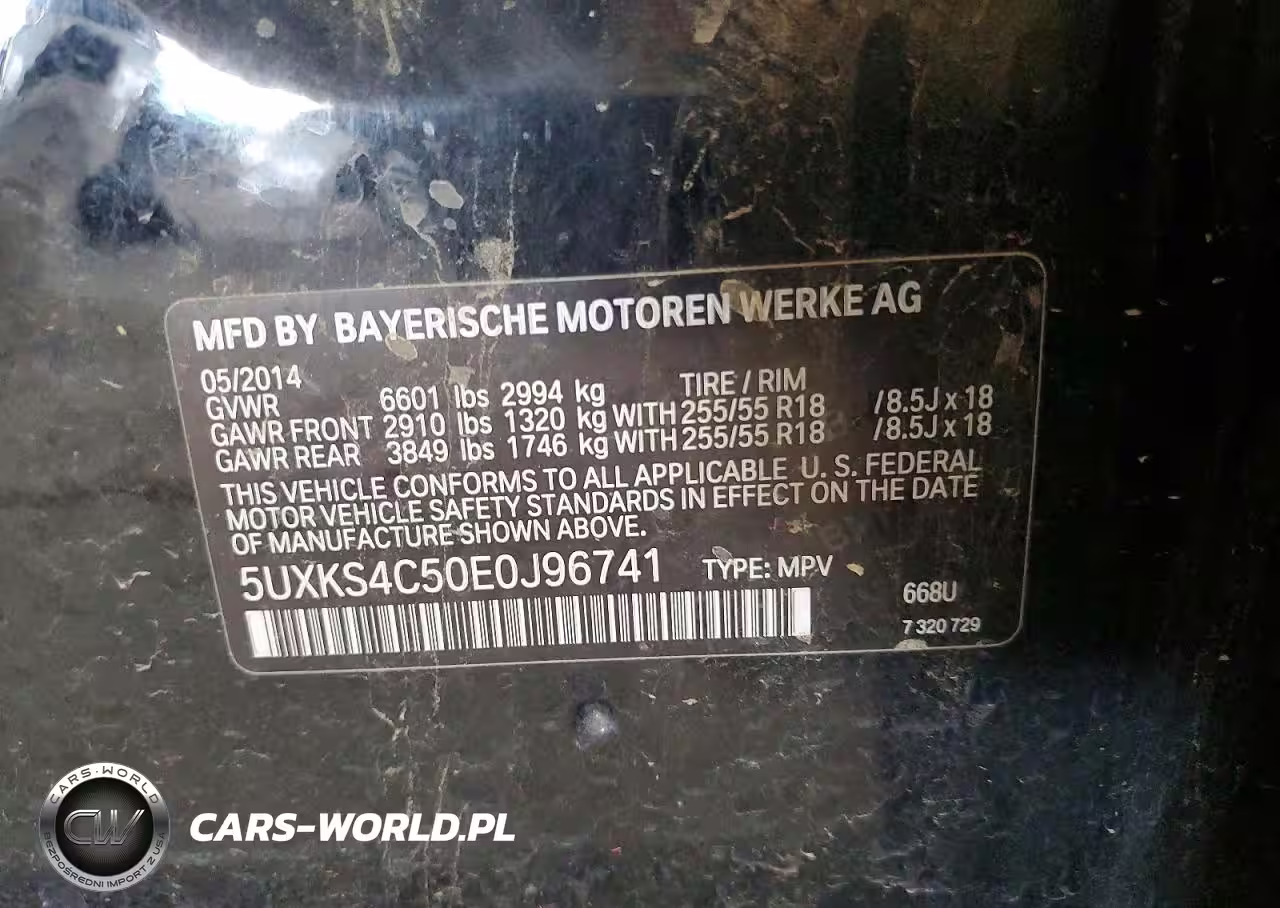 MFD BY BAYERISCHE MOTOREN WERKE AG
05/2014 TIRE / RIM
GVWR 6601 lbs 2994 kg
GAWR FRONT 2910 lbs 1320 kg WITH 255/55 R18 /8.5J x 18
GAWR REAR 3849 lbs 1746 kg WITH 255/55 R18 /8.5J x 18
THIS VEHICLE CONFORMS TO ALL APPLICABLE U. S. FEDERAL
MOTOR VEHICLE SAFETY STANDARDS IN EFFECT ON THE DATE
OF MANUFACTURE SHOWN ABOVE.
5UXKS4C50E0J96741 TYPE: MPV
668U
7 320 729
CARS-WORLD
CW
BEZPOŚREDNI IMPORT Z USA
CARS-WORLD.PL